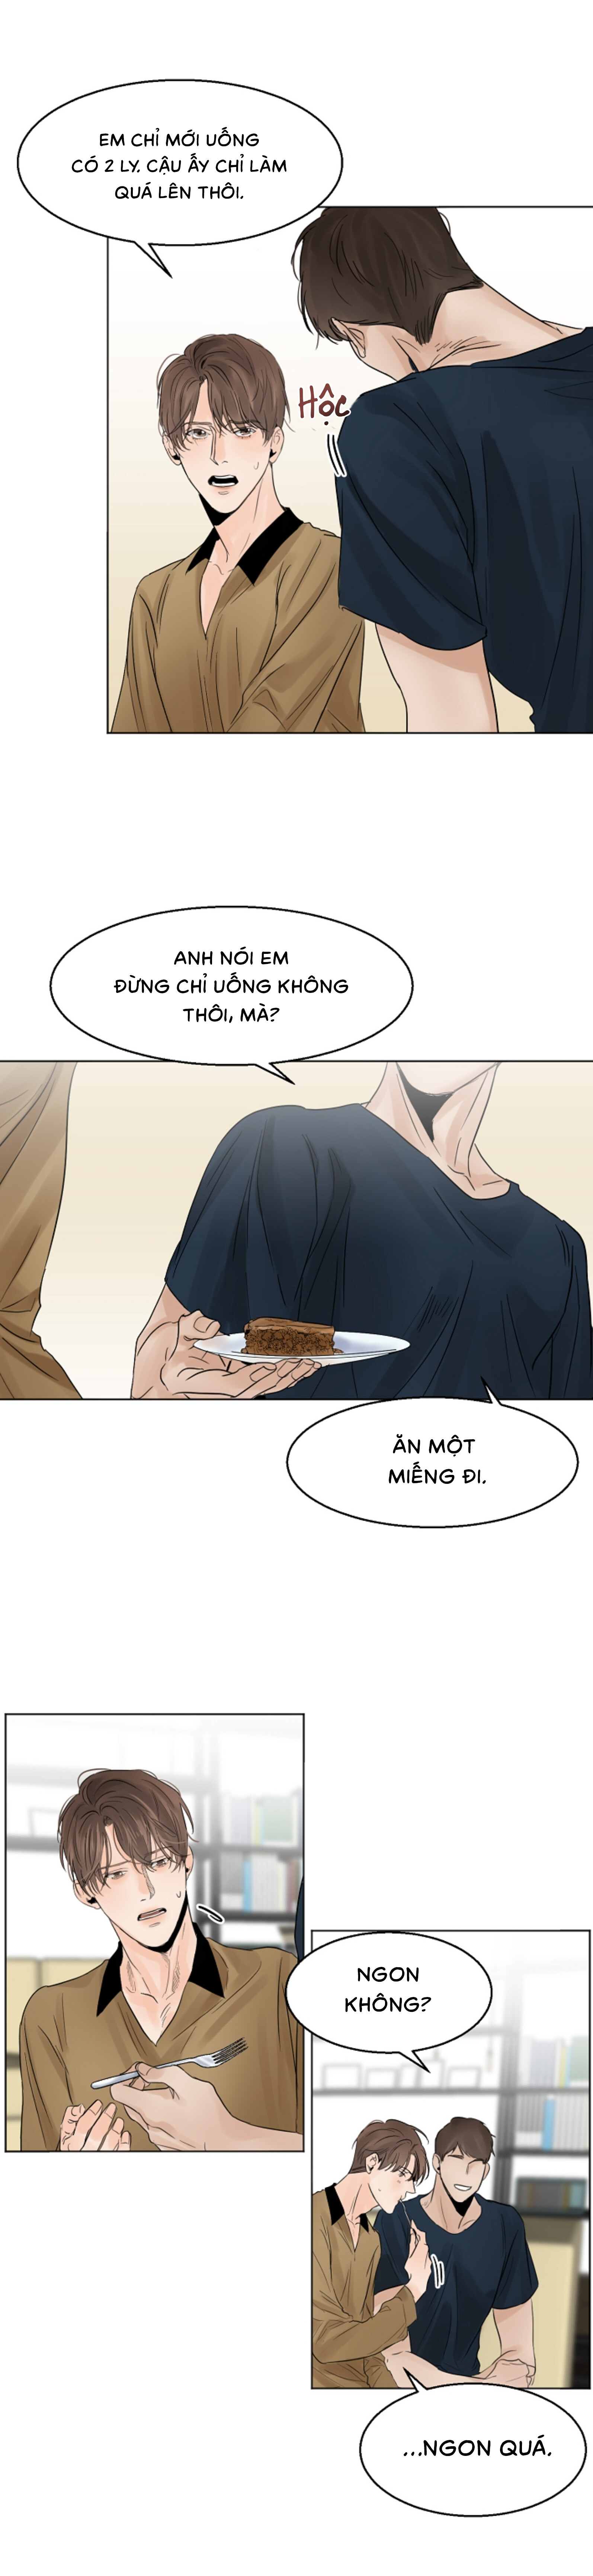 EM CHỈ MỚI UỐNG
CÓ 2 LY. CẬU ẤY CHỈ LÀM
QUÁ LÊN THÔI.
HỘC
ANH NÓI EM
ĐỪNG CHỈ UỐNG KHÔNG
THÔI, MÀ?
ĂN MỘT
MIẾNG ĐI.
NGON
KHÔNG?
...NGON QUÁ.